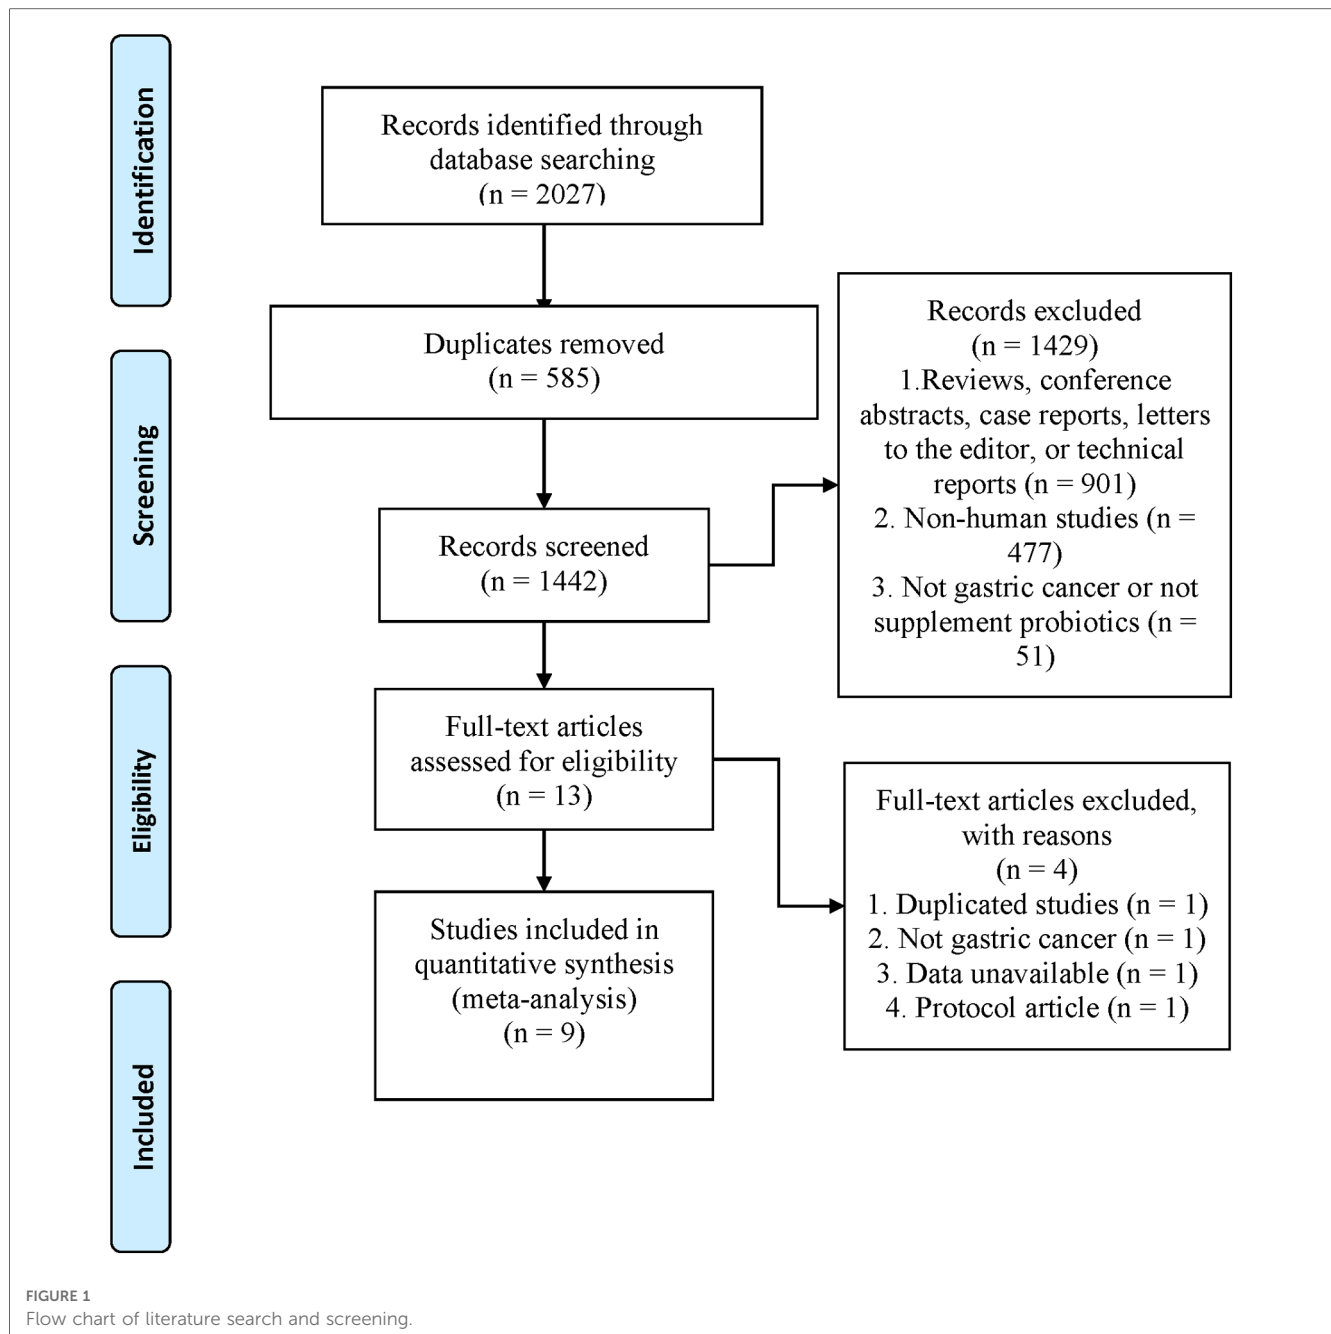 Identification
Records identified through
database searching
(n = 2027)
Duplicates removed
(n = 585)
Screening
Records screened
(n = 1442)
Records excluded
(n = 1429)
1.Reviews, conference
abstracts, case reports, letters
to the editor, or technical
reports (n = 901)
2. Non-human studies (n =
477)
3. Not gastric cancer or not
supplement probiotics (n =
51)
Eligibility
Full-text articles
assessed for eligibility
(n = 13)
Full-text articles excluded,
with reasons
(n = 4)
1. Duplicated studies (n = 1)
2. Not gastric cancer (n = 1)
3. Data unavailable (n = 1)
4. Protocol article (n = 1)
Included
Studies included in
quantitative synthesis
(meta-analysis)
(n = 9)
FIGURE 1
Flow chart of literature search and screening.